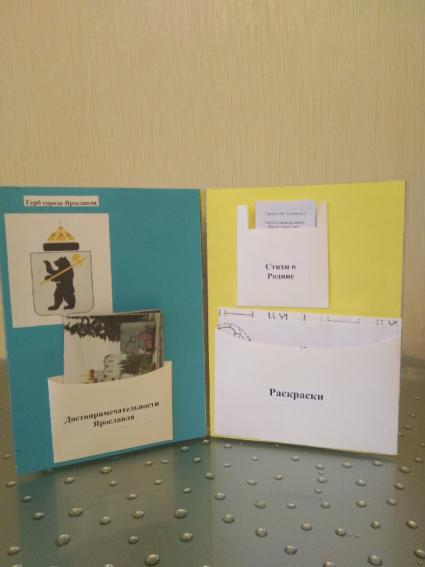 Герб города Ярославля
Достопримечательности
Ярославля
Стихи о
Родине
Раскраски